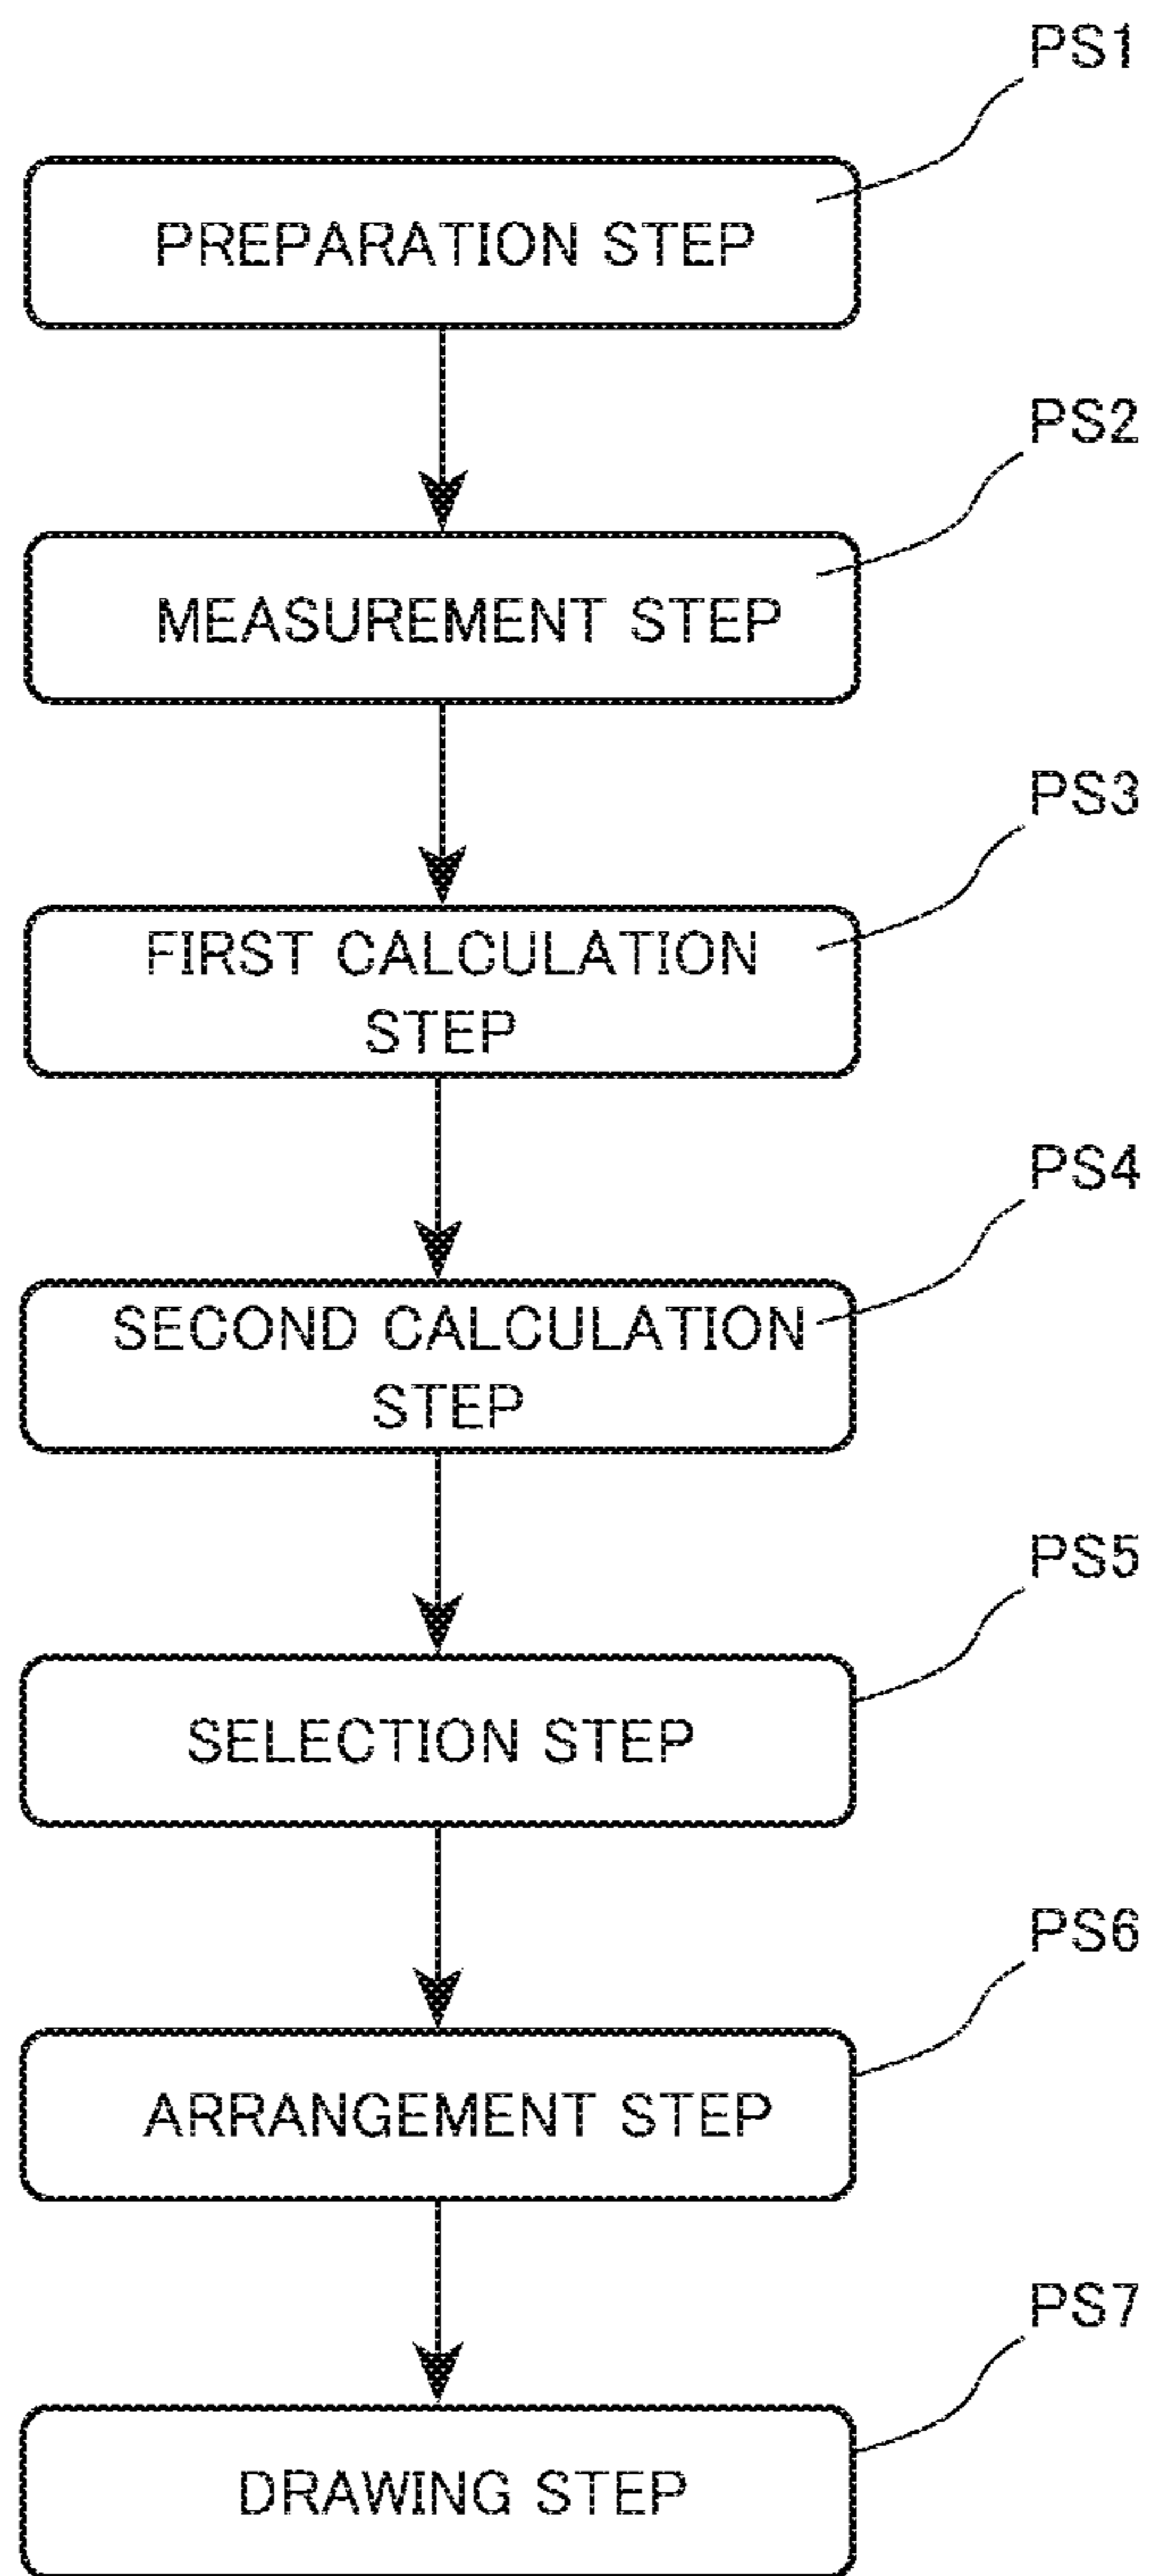 PS1
PREPARATION STEP
PS2
MEASUREMENT STEP
PS3
FIRST CALCULATION
STEP
PS4
SECOND CALCULATION
STEP
PS5
SELECTION STEP
PS6
ARRANGEMENT STEP
PS7
DRAWING STEP